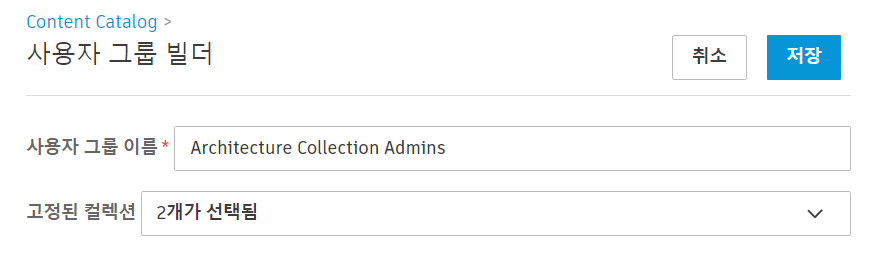 Content Catalog >
사용자 그룹 빌더
취소
저장
사용자 그룹 이름 * Architecture Collection Admins
고정된 컬렉션 2개가 선택됨